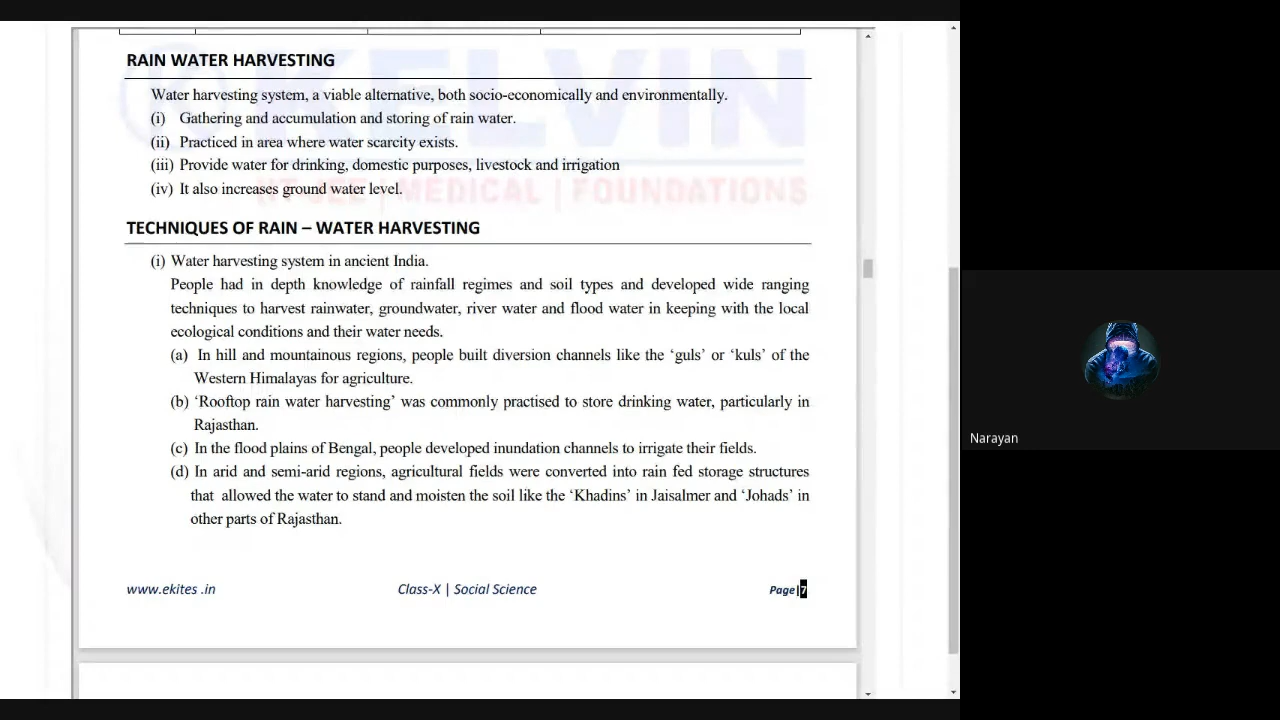 KELVIN
IIT-JEE | MEDICAL | FOUNDATIONS
RAIN WATER HARVESTING
Water harvesting system, a viable alternative, both socio-economically and environmentally.
(i) Gathering and accumulation and storing of rain water.
(ii) Practiced in area where water scarcity exists.
(iii) Provide water for drinking, domestic purposes, livestock and irrigation
(iv) It also increases ground water level.
TECHNIQUES OF RAIN – WATER HARVESTING
(i) Water harvesting system in ancient India.
People had in depth knowledge of rainfall regimes and soil types and developed wide ranging
techniques to harvest rainwater, groundwater, river water and flood water in keeping with the local
ecological conditions and their water needs.
(a) In hill and mountainous regions, people built diversion channels like the ‘guls’ or ‘kuls’ of the
Western Himalayas for agriculture.
(b) ‘Rooftop rain water harvesting’ was commonly practised to store drinking water, particularly in
Rajasthan.
(c) In the flood plains of Bengal, people developed inundation channels to irrigate their fields.
(d) In arid and semi-arid regions, agricultural fields were converted into rain fed storage structures
that allowed the water to stand and moisten the soil like the ‘Khadins’ in Jaisalmer and ‘Johads’ in
other parts of Rajasthan.
www.ekites .in Class-X | Social Science Page|7
Narayan